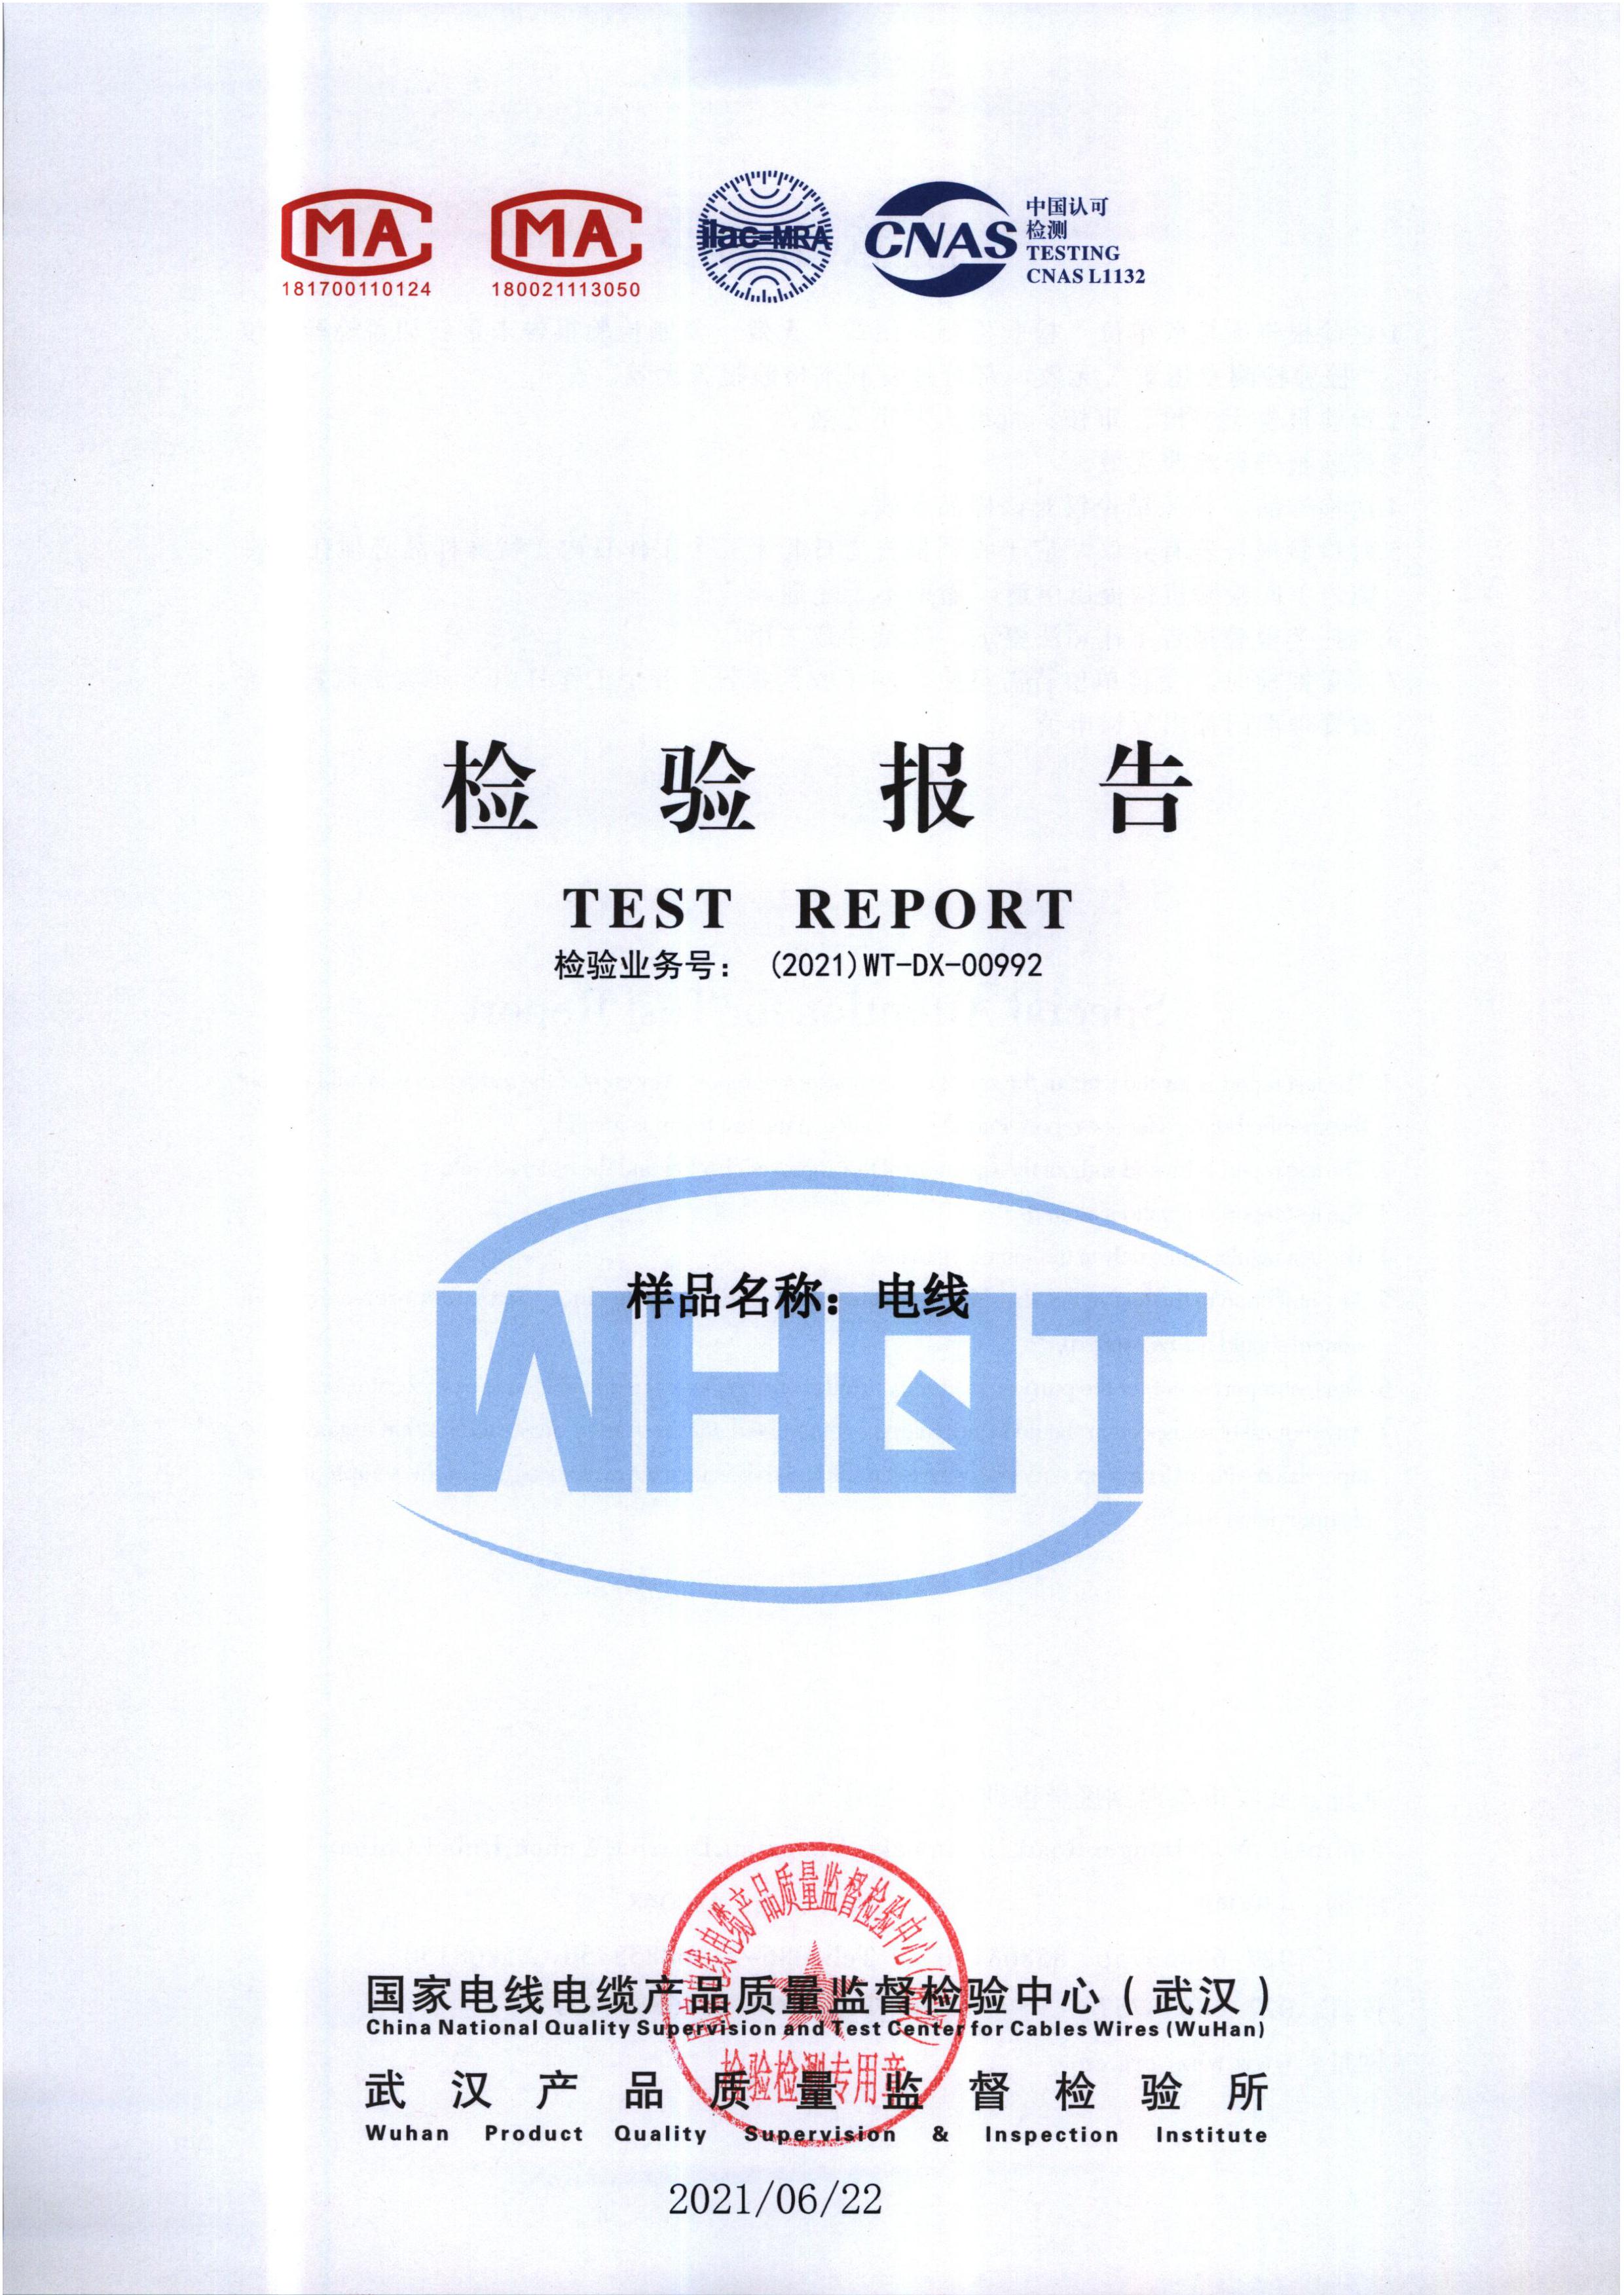 MA MA ilac-MRA CNAS 中国认可
检测
TESTING
CNAS L1132
181700110124 180021113050
检验报告
TEST REPORT
检验业务号： (2021)WT-DX-00992
样品名称：电线
WHQT
国家电线电缆产品质量监督检验中心（武汉）
检验检测专用章
国家电线电缆产品质量监督检验中心（武汉）
China National Quality Supervision and Test Center for Cables Wires (WuHan)
武汉产品质量监督检验所
Wuhan Product Quality Supervision & Inspection Institute
2021/06/22